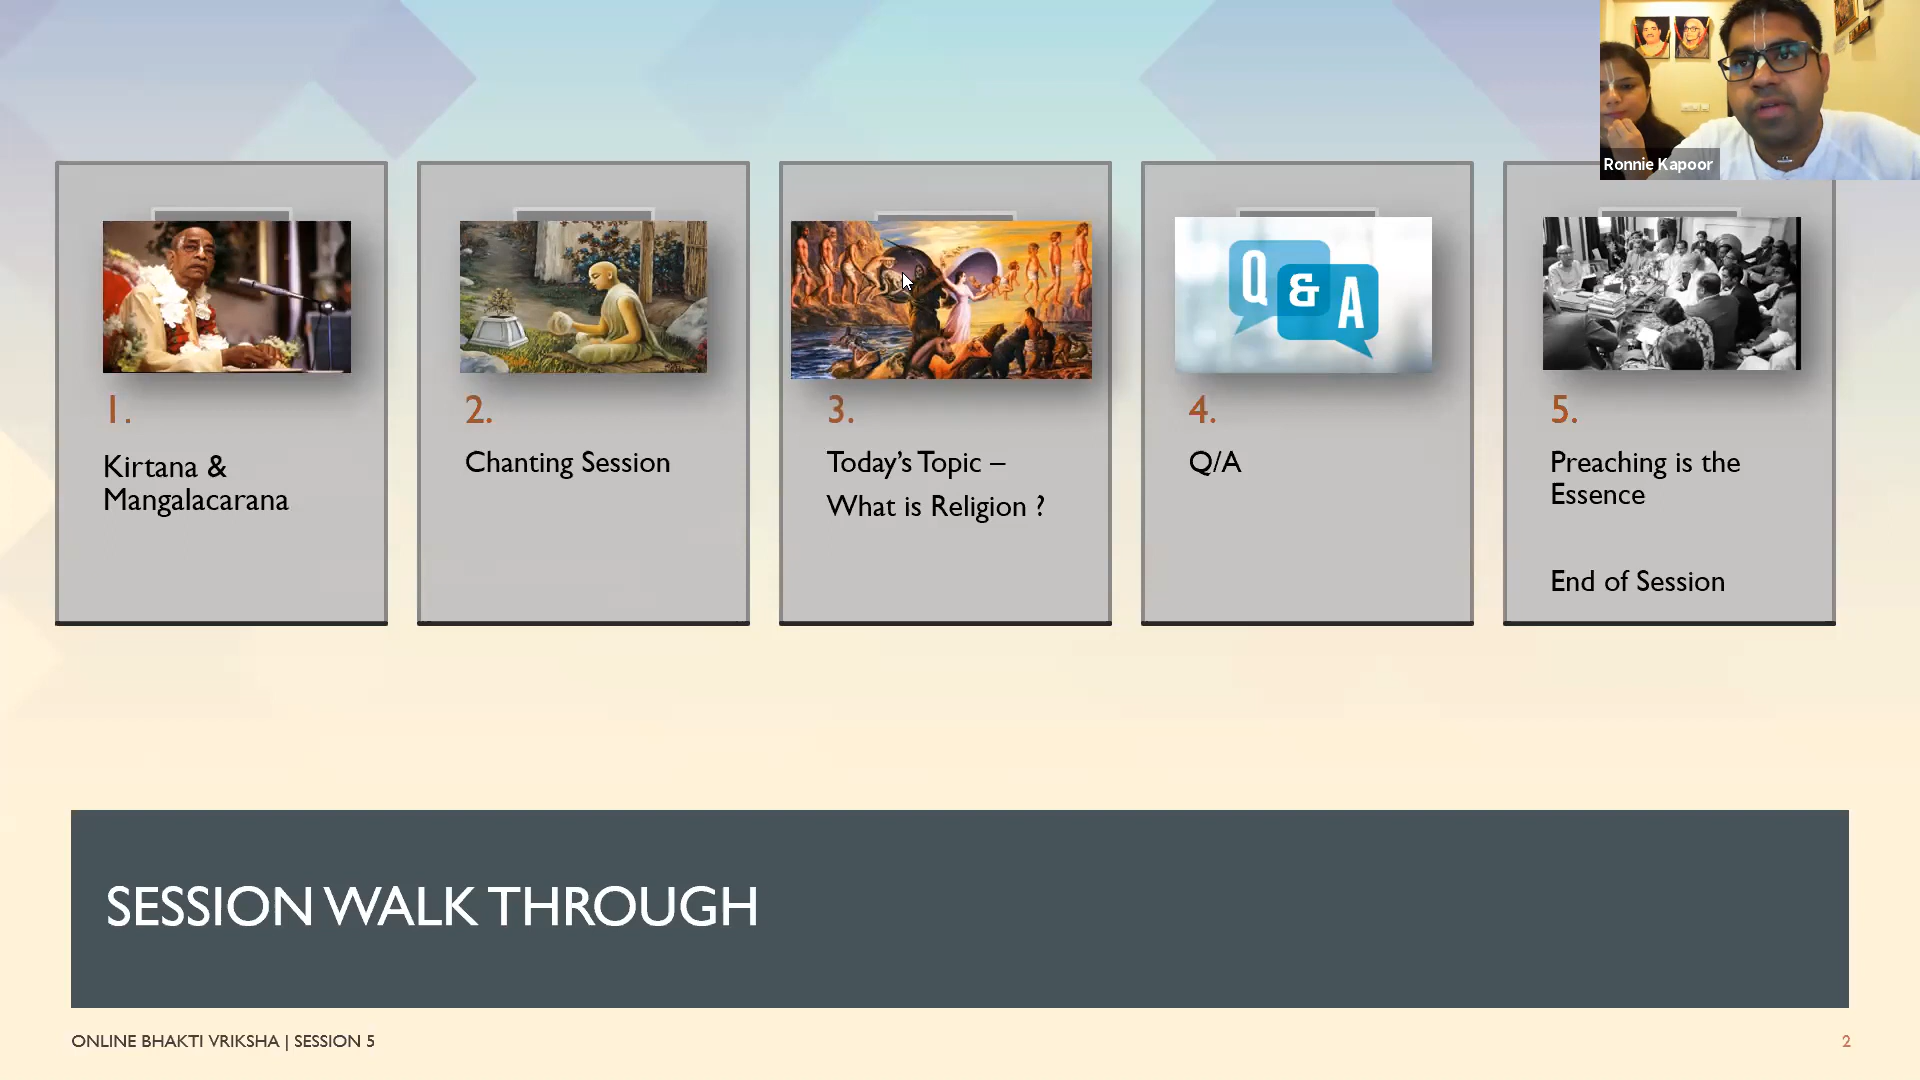 Ronnie Kapoor
Q & A
1.
Kirtana &
Mangalacarana
2.
Chanting Session
3.
Today's Topic –
What is Religion ?
4.
Q/A
5.
Preaching is the
Essence
End of Session
SESSION WALK THROUGH
ONLINE BHAKTI VRIKSHA | SESSION 5
2